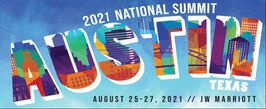 2021 NATIONAL SUMMIT
AUSTIN
TEXAS
AUGUST 25-27, 2021 // JW MARRIOTT